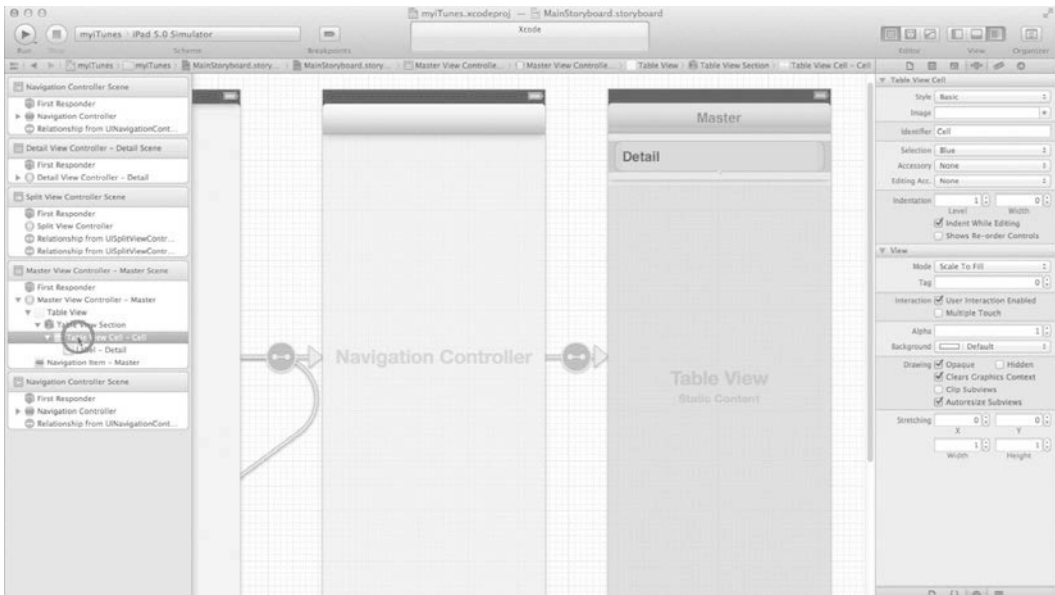 myiTunes.xcodeproj — MainStoryboard.storyboard
myiTunes › iPad 5.0 Simulator
Xcode
Run
Stop
Scheme
Breakpoints
Editor
View
Organizer
myiTunes
myiTunes
MainStoryboard.story...
MainStoryboard.story...
Master View Controlle...
Master View Controlle...
Table View
Table View Section
Table View Cell – Cell
Navigation Controller Scene
First Responder
Navigation Controller
Relationship from UINavigationCont...
Detail View Controller – Detail Scene
First Responder
Detail View Controller – Detail
Split View Controller Scene
First Responder
Split View Controller
Relationship from UISplitViewContr...
Relationship from UISplitViewContr...
Master View Controller – Master Scene
First Responder
Master View Controller – Master
Table View
Table View Section
Table View Cell – Cell
Label – Detail
Navigation Item – Master
Navigation Controller Scene
First Responder
Navigation Controller
Relationship from UINavigationCont...
Navigation Controller
Master
Detail
Table View
Static Content
Table View Cell
Style Basic
Image
Identifier Cell
Selection Blue
Accessory None
Editing Acc. None
Indentation 1 0
Level Width
Indent While Editing
Shows Re-order Controls
View
Mode Scale To Fill
Tag 0
Interaction User Interaction Enabled
Multiple Touch
Alpha 1
Background Default
Drawing Opaque Hidden
Clears Graphics Context
Clip Subviews
Autoresize Subviews
Stretching 0 0
X Y
1 1
Width Height